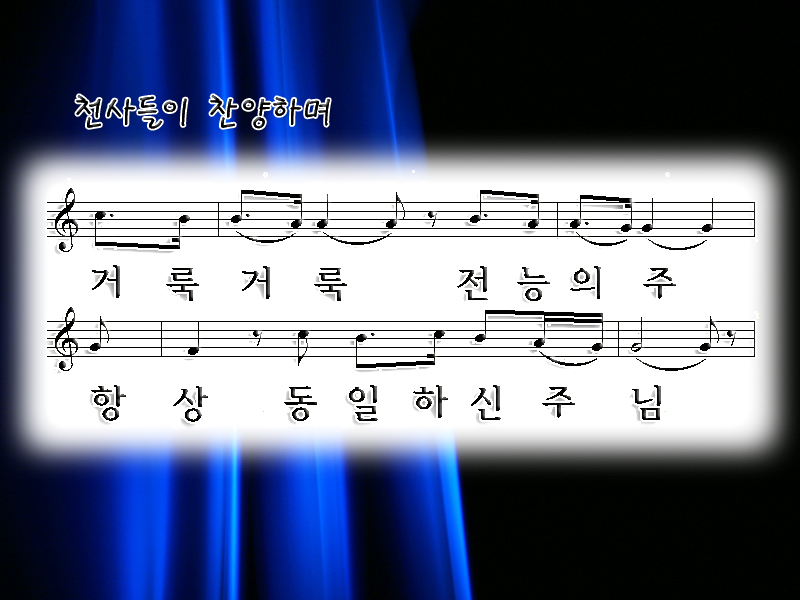 천사들이 찬양하며
거 룩 거 룩 전 능 의 주
항 상 동 일 하 신 주 님